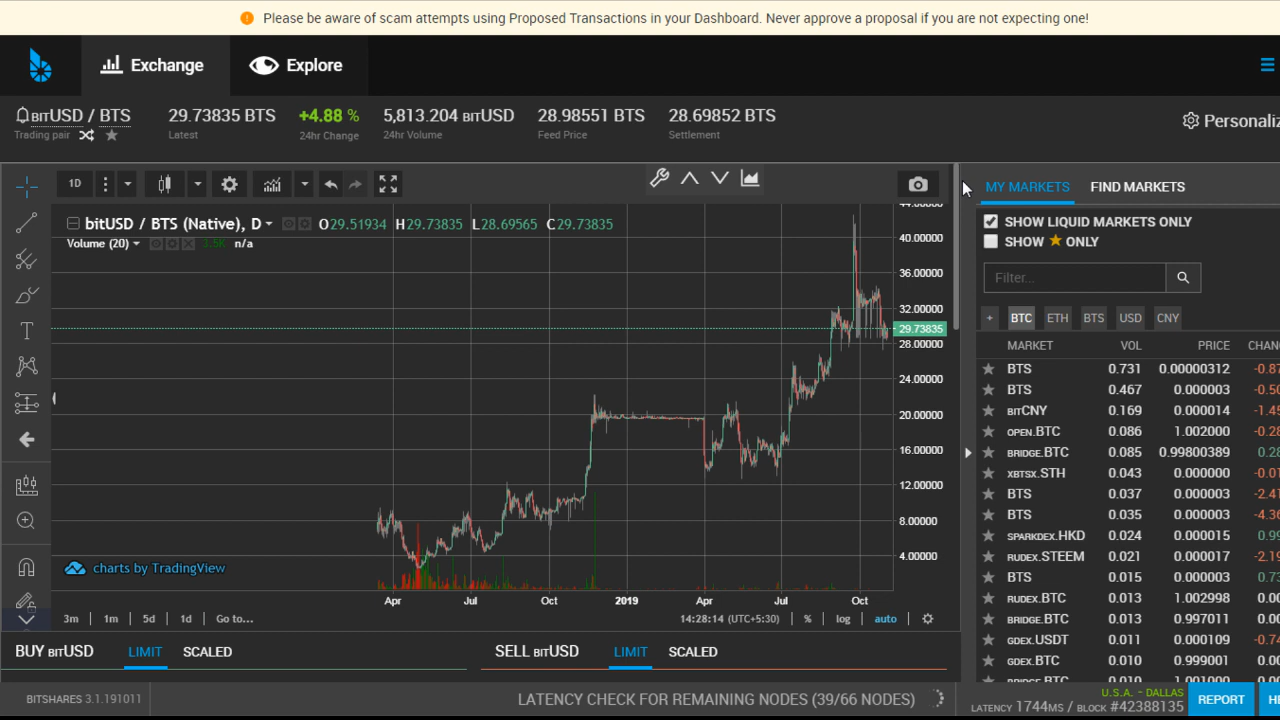 Please be aware of scam attempts using Proposed Transactions in your Dashboard. Never approve a proposal if you are not expecting one!
Exchange
Explore
BITUSD / BTS
Trading pair
29.73835 BTS
Latest
+4.88 %
24hr Change
5,813.204 BITUSD
24hr Volume
28.98551 BTS
Feed Price
28.69852 BTS
Settlement
Personaliz
1D
bitUSD / BTS (Native), D
O29.51934 H29.73835 L28.69565 C29.73835
Volume (20)
3.5K n/a
44.00000
40.00000
36.00000
32.00000
29.73835
28.00000
24.00000
20.00000
16.00000
12.00000
8.00000
4.00000
charts by TradingView
Apr Jul Oct 2019 Apr Jul Oct
3m 1m 5d 1d Go to...
14:28:14 (UTC+5:30) % log auto
MY MARKETS FIND MARKETS
SHOW LIQUID MARKETS ONLY
SHOW ★ ONLY
Filter...
+ BTC ETH BTS USD CNY
MARKET VOL PRICE CHAN
BTS 0.731 0.00000312 -0.87
BTS 0.467 0.000003 -0.50
BITCNY 0.169 0.000014 -1.45
OPEN.BTC 0.086 1.002000 -0.28
BRIDGE.BTC 0.085 0.99800389 0.28
XBTSX.STH 0.043 0.000000 -0.01
BTS 0.037 0.000003 -2.41
BTS 0.035 0.000003 -4.36
SPARKDEX.HKD 0.024 0.000015 0.99
RUDEX.STEEM 0.021 0.000017 -2.19
BTS 0.015 0.000003 0.73
RUDEX.BTC 0.013 1.002998 0.00
BRIDGE.BTC 0.013 0.997011 0.00
GDEX.USDT 0.011 0.000109 -0.74
GDEX.BTC 0.010 0.999001 0.00
BRIDGE.BTC 0.010 1.001000 0.00
BUY BITUSD LIMIT SCALED
SELL BITUSD LIMIT SCALED
BITSHARES 3.1.191011
LATENCY CHECK FOR REMAINING NODES (39/66 NODES)
U.S.A. - DALLAS
LATENCY 1744MS / BLOCK #42388135
REPORT
HE